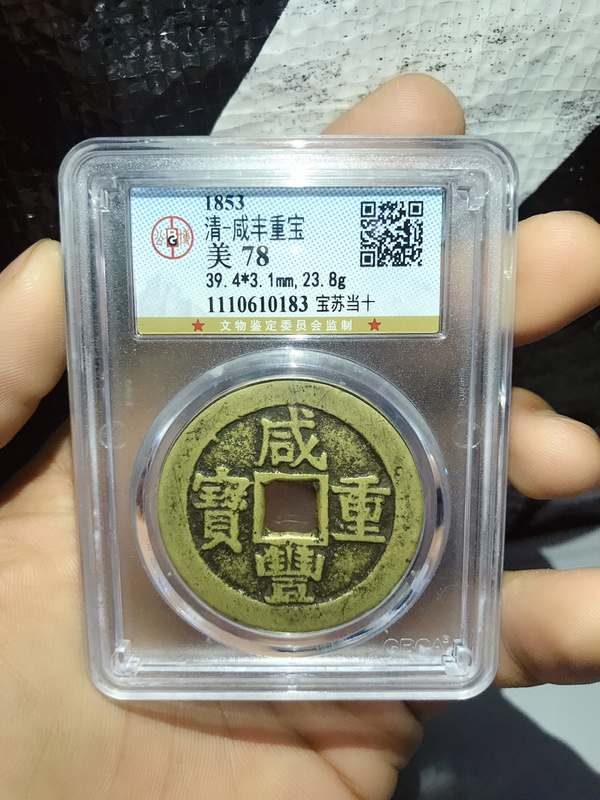 1853
清-咸丰重宝
美 78
39.4*3.1mm,23.8g
1110610183 宝苏当十
★ 文物鉴定委员会监制 ★
咸
寶 重
豐